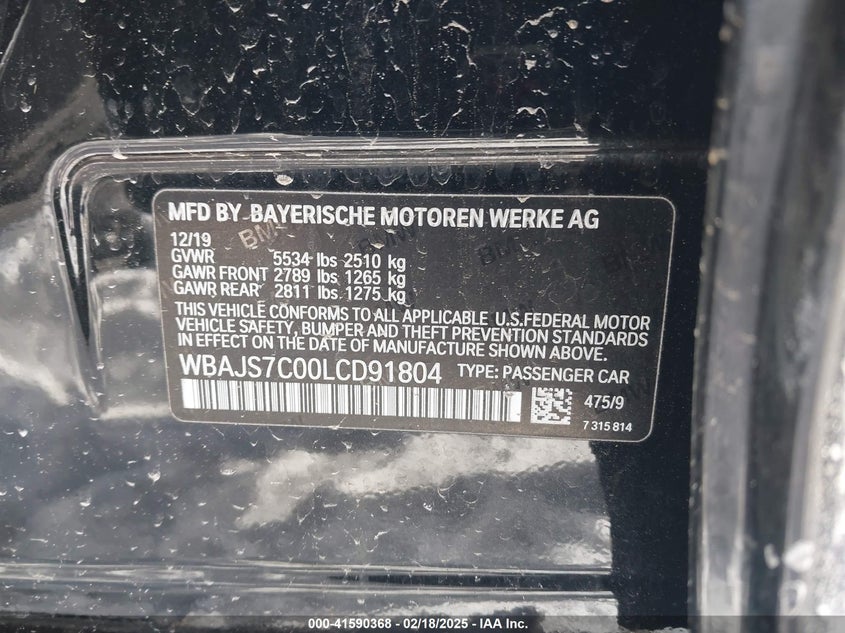 MFD BY BAYERISCHE MOTOREN WERKE AG
12/19
GVWR 5534 lbs 2510 kg
GAWR FRONT 2789 lbs 1265 kg
GAWR REAR 2811 lbs 1275 kg
THIS VEHICLE CONFORMS TO ALL APPLICABLE U.S.FEDERAL MOTOR
VEHICLE SAFETY, BUMPER AND THEFT PREVENTION STANDARDS
IN EFFECT ON THE DATE OF MANUFACTURE SHOWN ABOVE.
WBAJS7C00LCD91804 TYPE: PASSENGER CAR
475/9
7 315 814
000-41590368 — 02/18/2025 — IAA Inc.